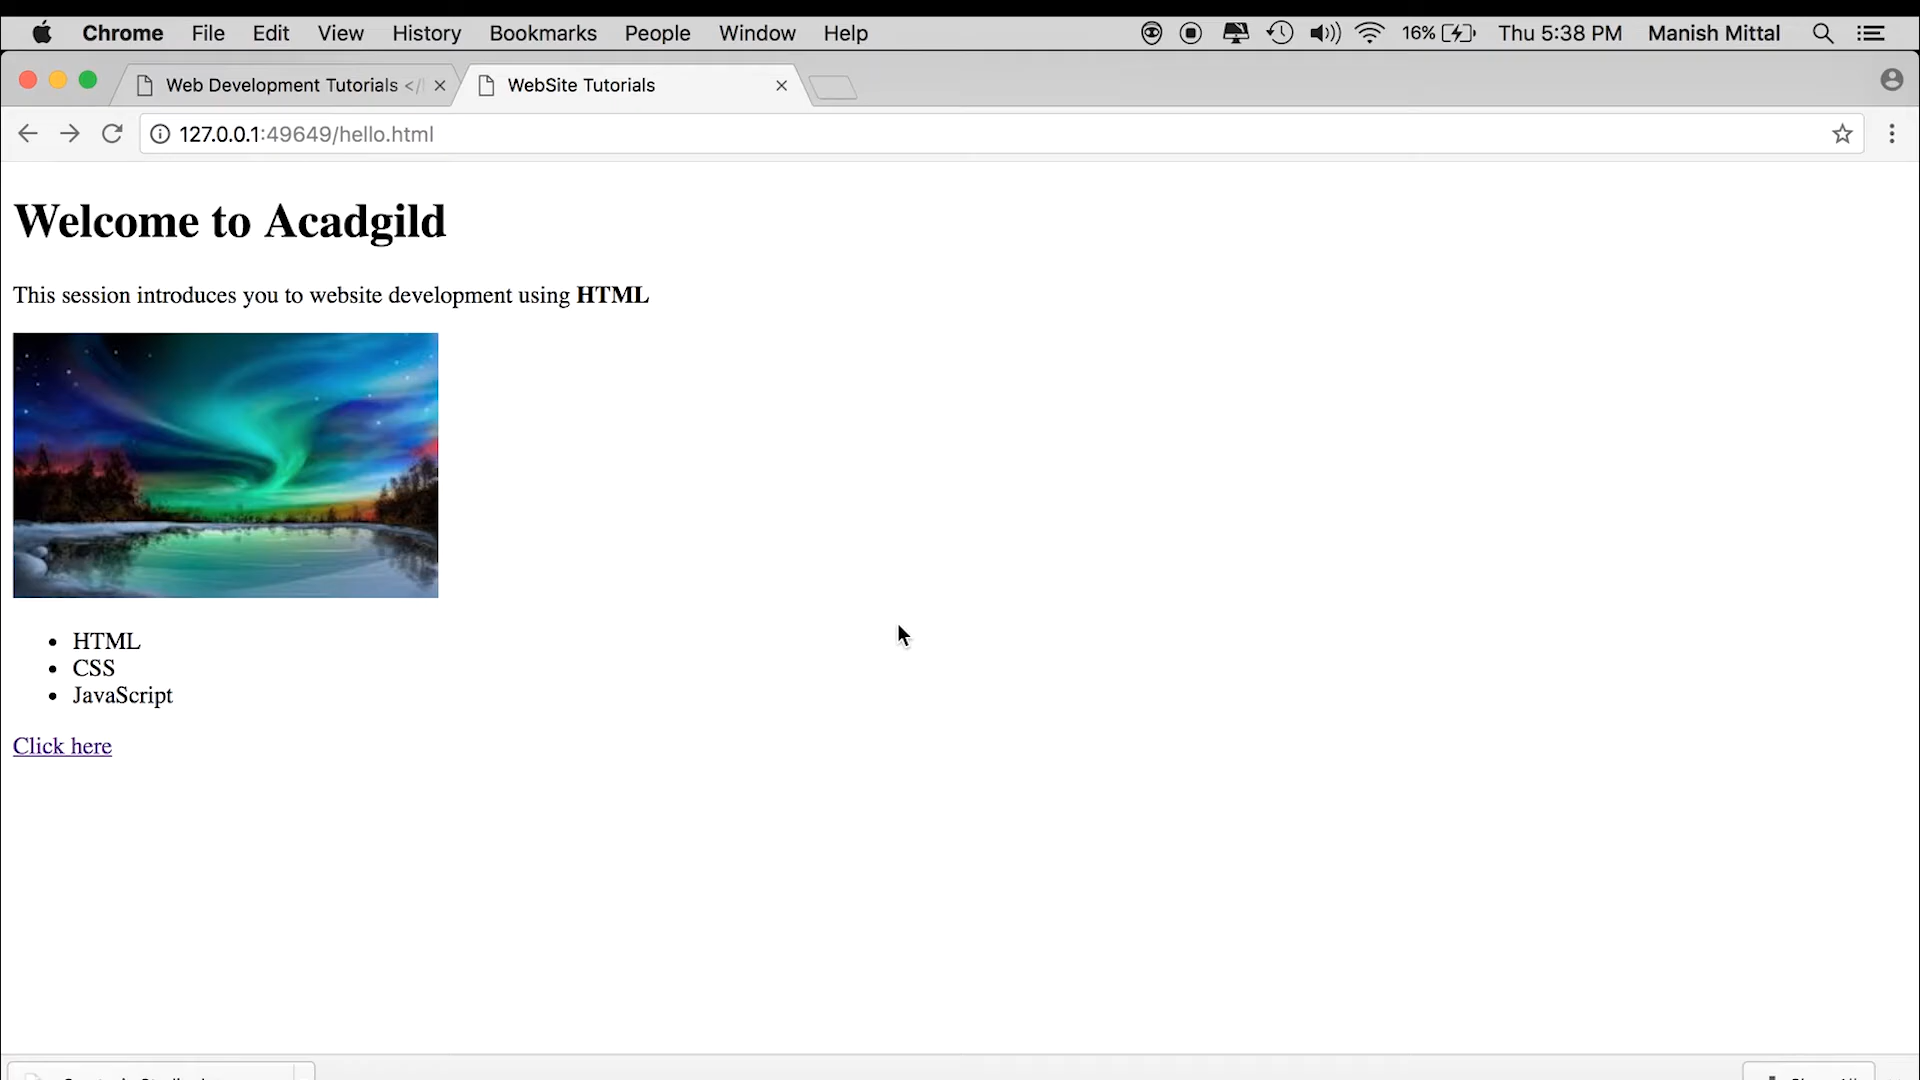 Chrome File Edit View History Bookmarks People Window Help 16% Thu 5:38 PM Manish Mittal
Web Development Tutorials </ WebSite Tutorials
127.0.0.1:49649/hello.html
Welcome to Acadgild
This session introduces you to website development using HTML
HTML
CSS
JavaScript
Click here